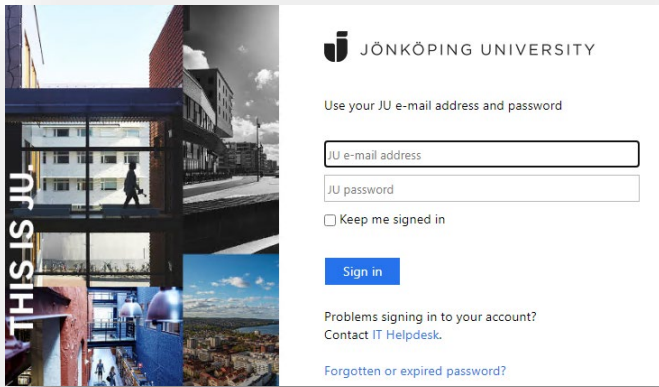 THIS IS JU.
JÖNKÖPING UNIVERSITY
Use your JU e-mail address and password
JU e-mail address
JU password
Keep me signed in
Sign in
Problems signing in to your account?
Contact IT Helpdesk.
Forgotten or expired password?